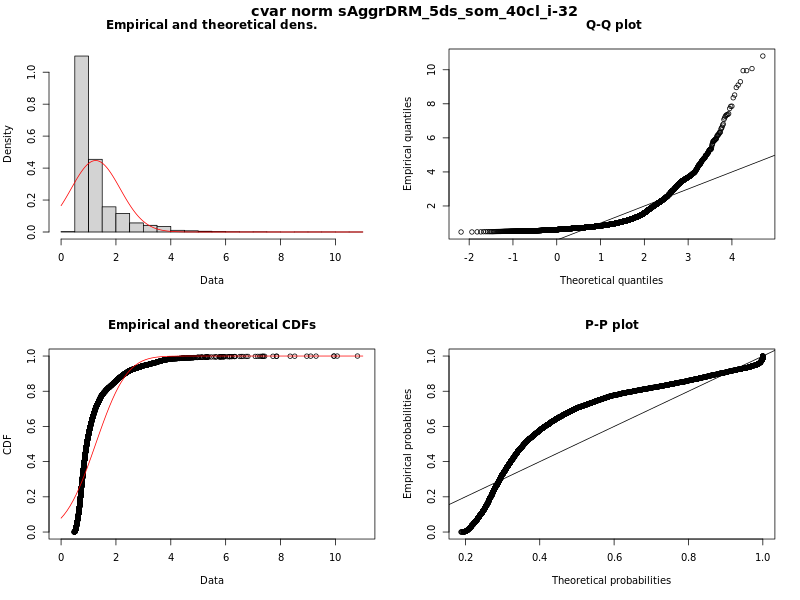 cvar norm sAggrDRM_5ds_som_40cl_i-32
Empirical and theoretical dens.
Density
0.0 0.2 0.4 0.6 0.8 1.0
0 2 4 6 8 10
Data
Q-Q plot
Empirical quantiles
2 4 6 8 10
-2 -1 0 1 2 3 4
Theoretical quantiles
Empirical and theoretical CDFs
CDF
0.0 0.2 0.4 0.6 0.8 1.0
0 2 4 6 8 10
Data
P-P plot
Empirical probabilities
0.0 0.2 0.4 0.6 0.8 1.0
0.2 0.4 0.6 0.8 1.0
Theoretical probabilities